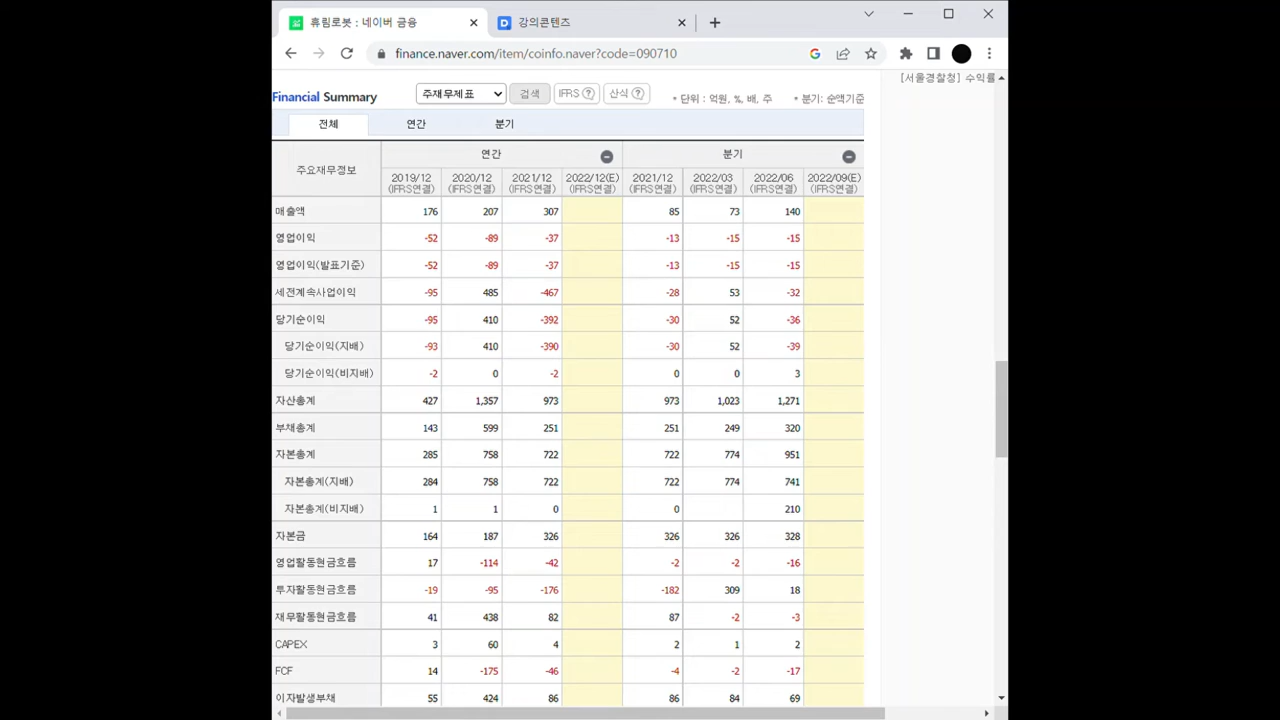 휴림로봇 : 네이버 금융
강의콘텐츠
finance.naver.com/item/coinfo.naver?code=090710
[서울경찰청] 수익률
Financial Summary 주재무제표 검색 IFRS ? 산식 ? * 단위 : 억원, %, 배, 주 * 분기: 순액기준
전체 연간 분기
주요재무정보 연간 분기
2019/12 (IFRS연결) 2020/12 (IFRS연결) 2021/12 (IFRS연결) 2022/12(E) (IFRS연결) 2021/12 (IFRS연결) 2022/03 (IFRS연결) 2022/06 (IFRS연결) 2022/09(E) (IFRS연결)
매출액 176 207 307 85 73 140
영업이익 -52 -89 -37 -13 -15 -15
영업이익(발표기준) -52 -89 -37 -13 -15 -15
세전계속사업이익 -95 485 -467 -28 53 -32
당기순이익 -95 410 -392 -30 52 -36
당기순이익(지배) -93 410 -390 -30 52 -39
당기순이익(비지배) -2 0 -2 0 0 3
자산총계 427 1,357 973 973 1,023 1,271
부채총계 143 599 251 251 249 320
자본총계 285 758 722 722 774 951
자본총계(지배) 284 758 722 722 774 741
자본총계(비지배) 1 1 0 0 210
자본금 164 187 326 326 326 328
영업활동현금흐름 17 -114 -42 -2 -2 -16
투자활동현금흐름 -19 -95 -176 -182 309 18
재무활동현금흐름 41 438 82 87 -2 -3
CAPEX 3 60 4 2 1 2
FCF 14 -175 -46 -4 -2 -17
이자발생부채 55 424 86 86 84 69